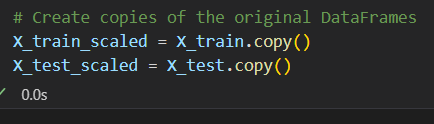 # Create copies of the original DataFrames
X_train_scaled = X_train.copy()
X_test_scaled = X_test.copy()
0.0s